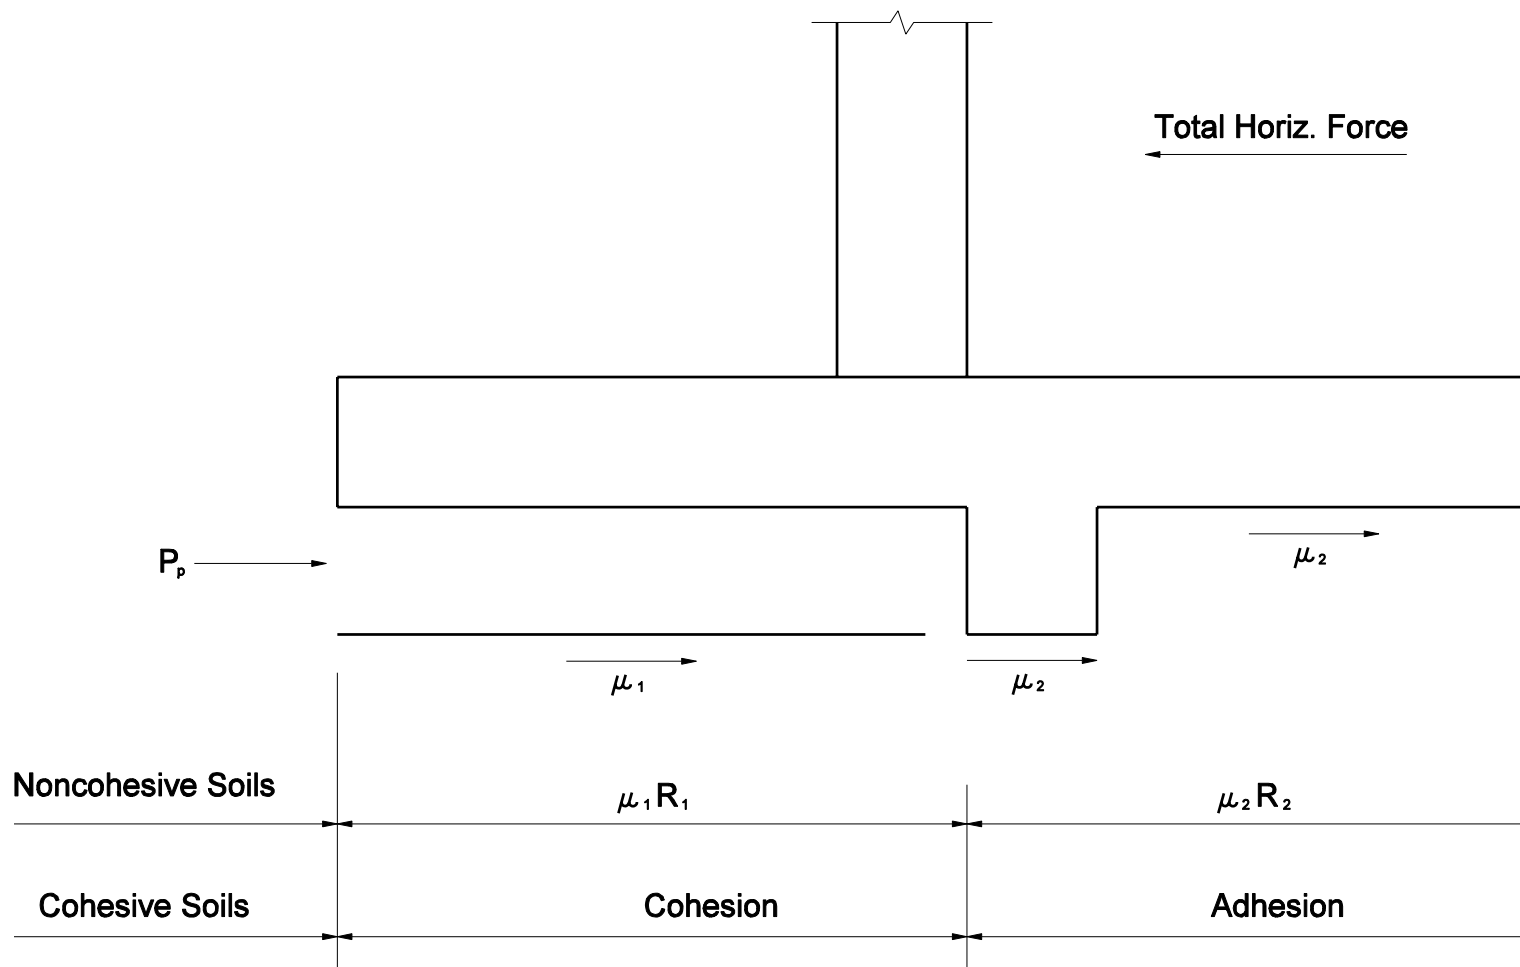 Total Horiz. Force
Pₚ
μ₂
μ₁
μ₂
Noncohesive Soils
μ₁R₁
μ₂R₂
Cohesive Soils
Cohesion
Adhesion